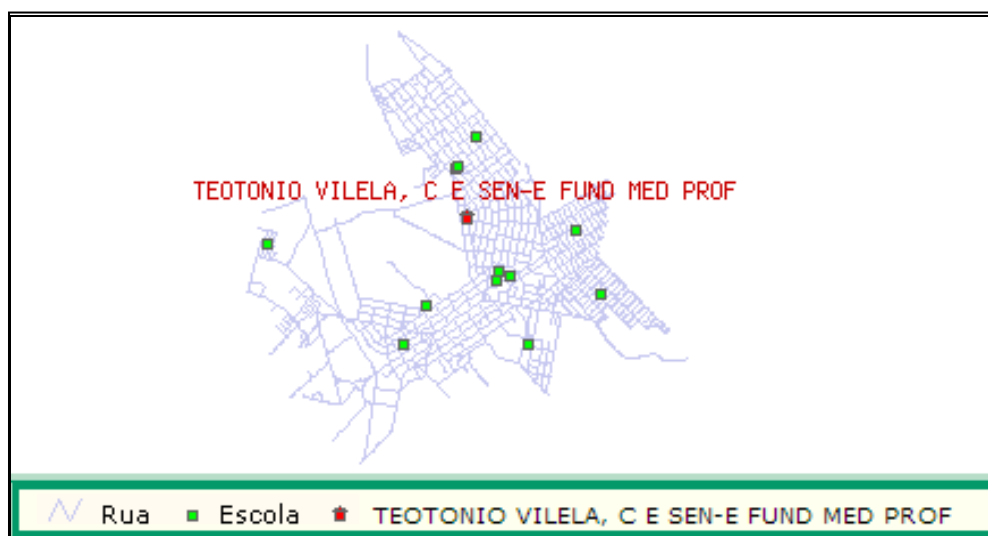 TEOTONIO VILELA, C E SEN-E FUND MED PROF
Rua Escola TEOTONIO VILELA, C E SEN-E FUND MED PROF